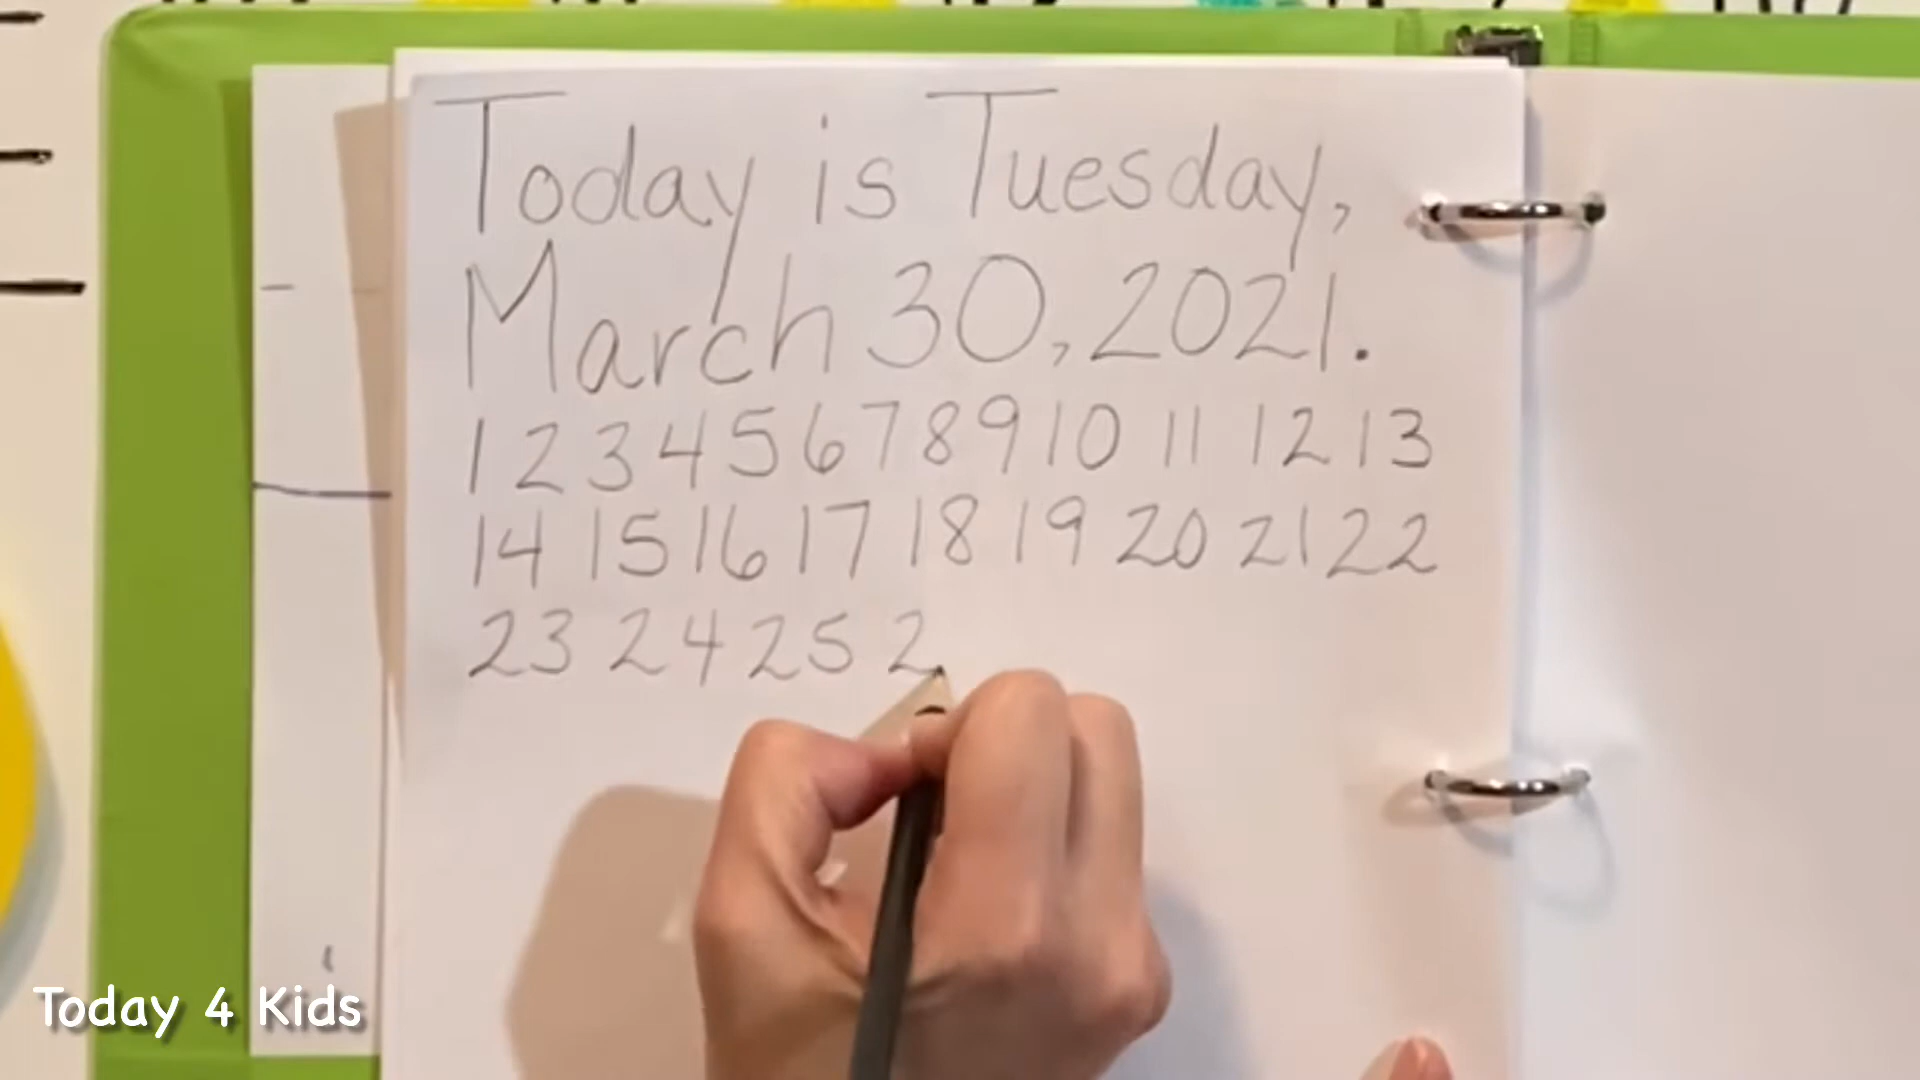 Today is Tuesday,
March 30, 2021.
1 2 3 4 5 6 7 8 9 10 11 12 13
14 15 16 17 18 19 20 21 22
23 24 25 2
Today 4 Kids